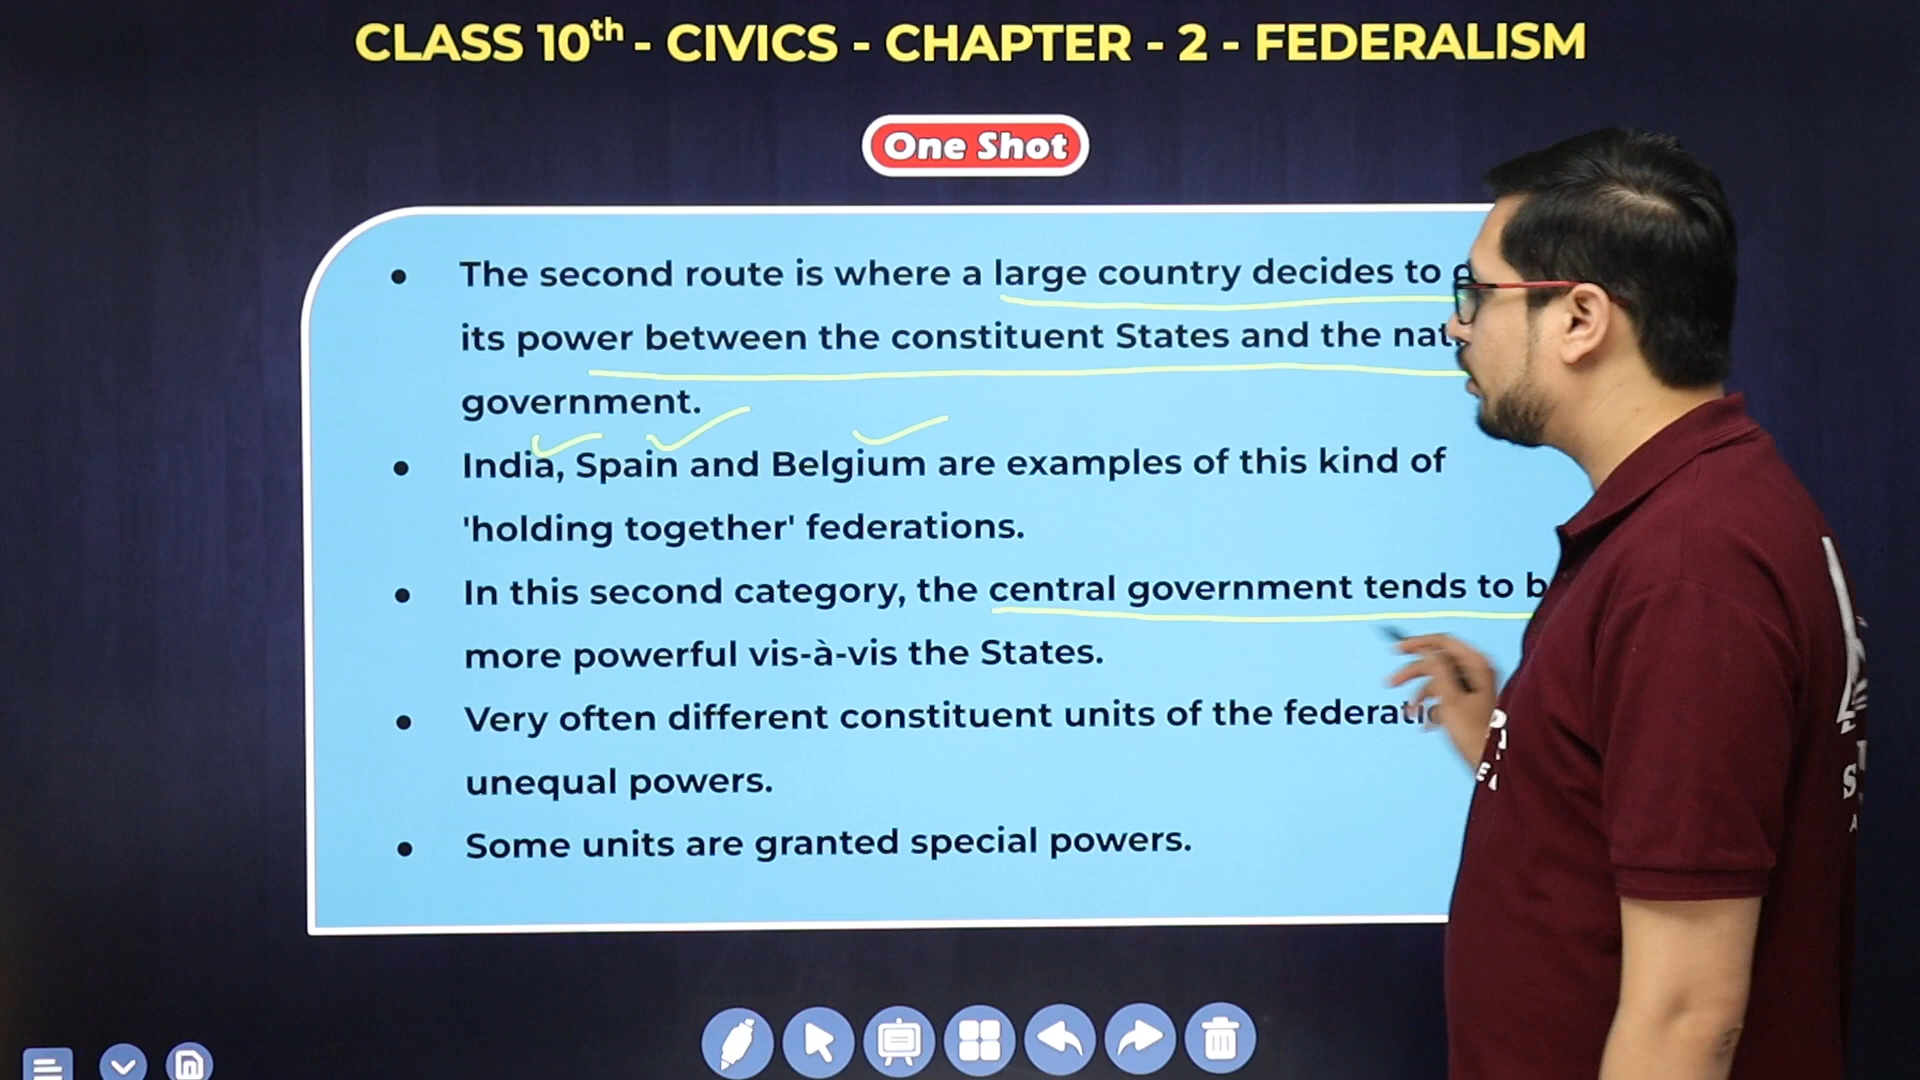 CLASS 10th - CIVICS - CHAPTER - 2 - FEDERALISM
One Shot
• The second route is where a large country decides to
its power between the constituent States and the
government.
• India, Spain and Belgium are examples of this kind of
'holding together' federations.
• In this second category, the central government tends to
more powerful vis-à-vis the States.
• Very often different constituent units of the
unequal powers.
• Some units are granted special powers.